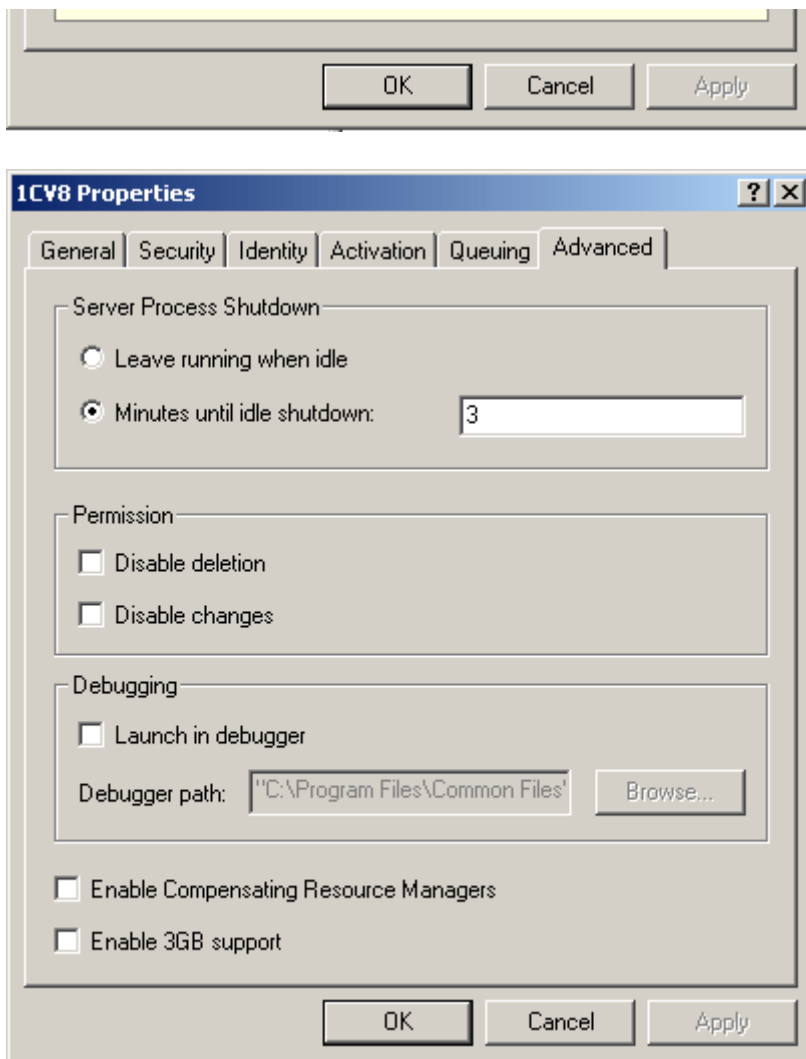 OK Cancel Apply
1CV8 Properties
General Security Identity Activation Queuing Advanced
Server Process Shutdown
Leave running when idle
Minutes until idle shutdown: 3
Permission
Disable deletion
Disable changes
Debugging
Launch in debugger
Debugger path: "C:\Program Files\Common Files' Browse...
Enable Compensating Resource Managers
Enable 3GB support
OK Cancel Apply